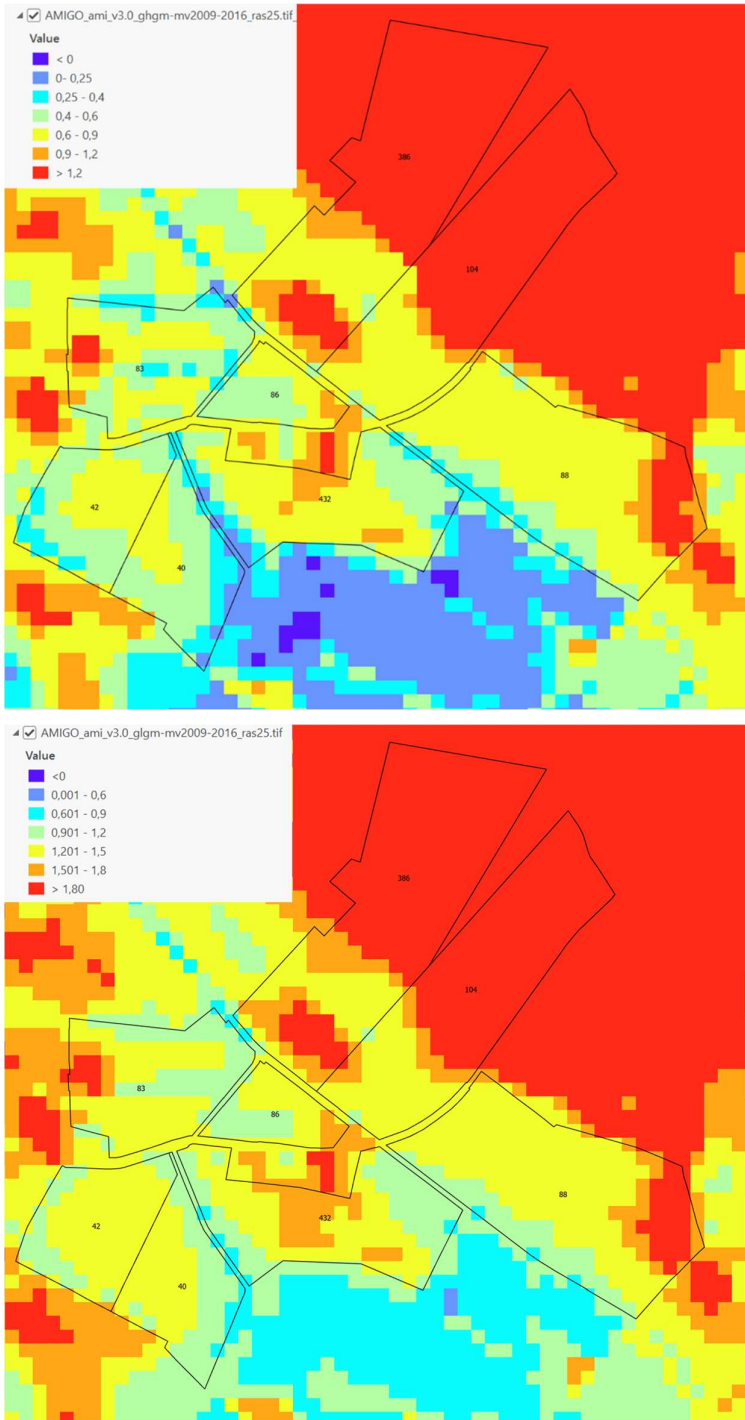 AMIGO_ami_v3.0_ghgm-mv2009-2016_ras25.tif_
Value
< 0
0- 0,25
0,25 - 0,4
0,4 - 0,6
0,6 - 0,9
0,9 - 1,2
> 1,2
386
104
83
86
88
42
432
40
AMIGO_ami_v3.0_glgm-mv2009-2016_ras25.tif
Value
<0
0,001 - 0,6
0,601 - 0,9
0,901 - 1,2
1,201 - 1,5
1,501 - 1,8
> 1,80
386
104
83
86
88
42
432
40